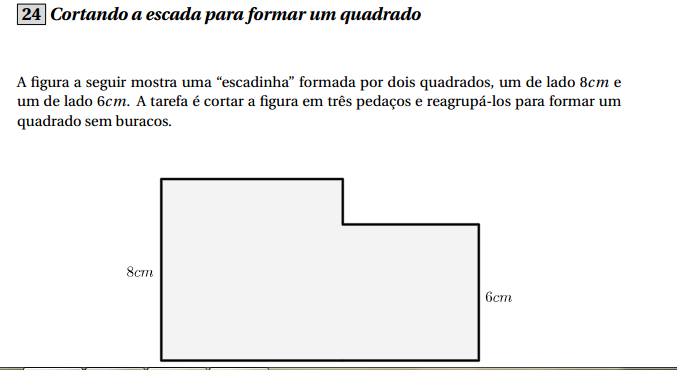 24 Cortando a escada para formar um quadrado
A figura a seguir mostra uma “escadinha” formada por dois quadrados, um de lado 8cm e
um de lado 6cm. A tarefa é cortar a figura em três pedaços e reagrupá-los para formar um
quadrado sem buracos.
8cm
6cm